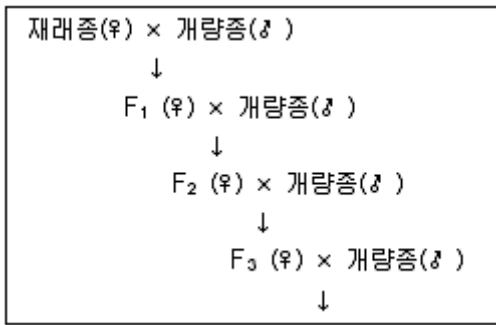 재래종(♀) × 개량종(♂)
↓
F₁ (♀) × 개량종(♂)
↓
F₂ (♀) × 개량종(♂)
↓
F₃ (♀) × 개량종(♂)
↓